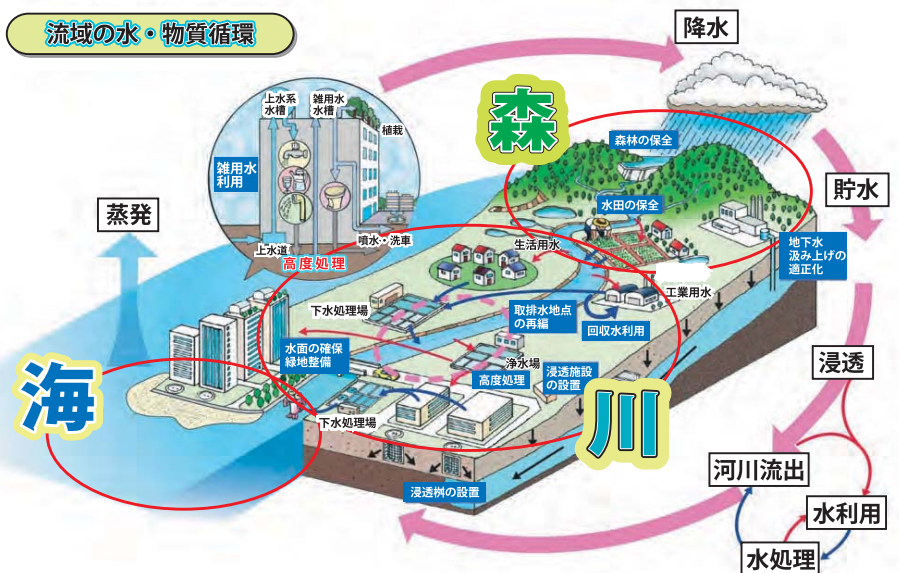 流域の水・物質循環
降水
上水系
水槽
雑用水
水槽
植栽
雑用水
利用
上水道
噴水・洗車
高度処理
森
森林の保全
水田の保全
貯水
蒸発
生活用水
地下水
汲み上げの
適正化
工業用水
下水処理場
取排水地点
の再編
回収水利用
水面の確保
緑地整備
浄水場
高度処理
浸透施設
の設置
浸透
海
川
下水処理場
浸透桝の設置
河川流出
水利用
水処理